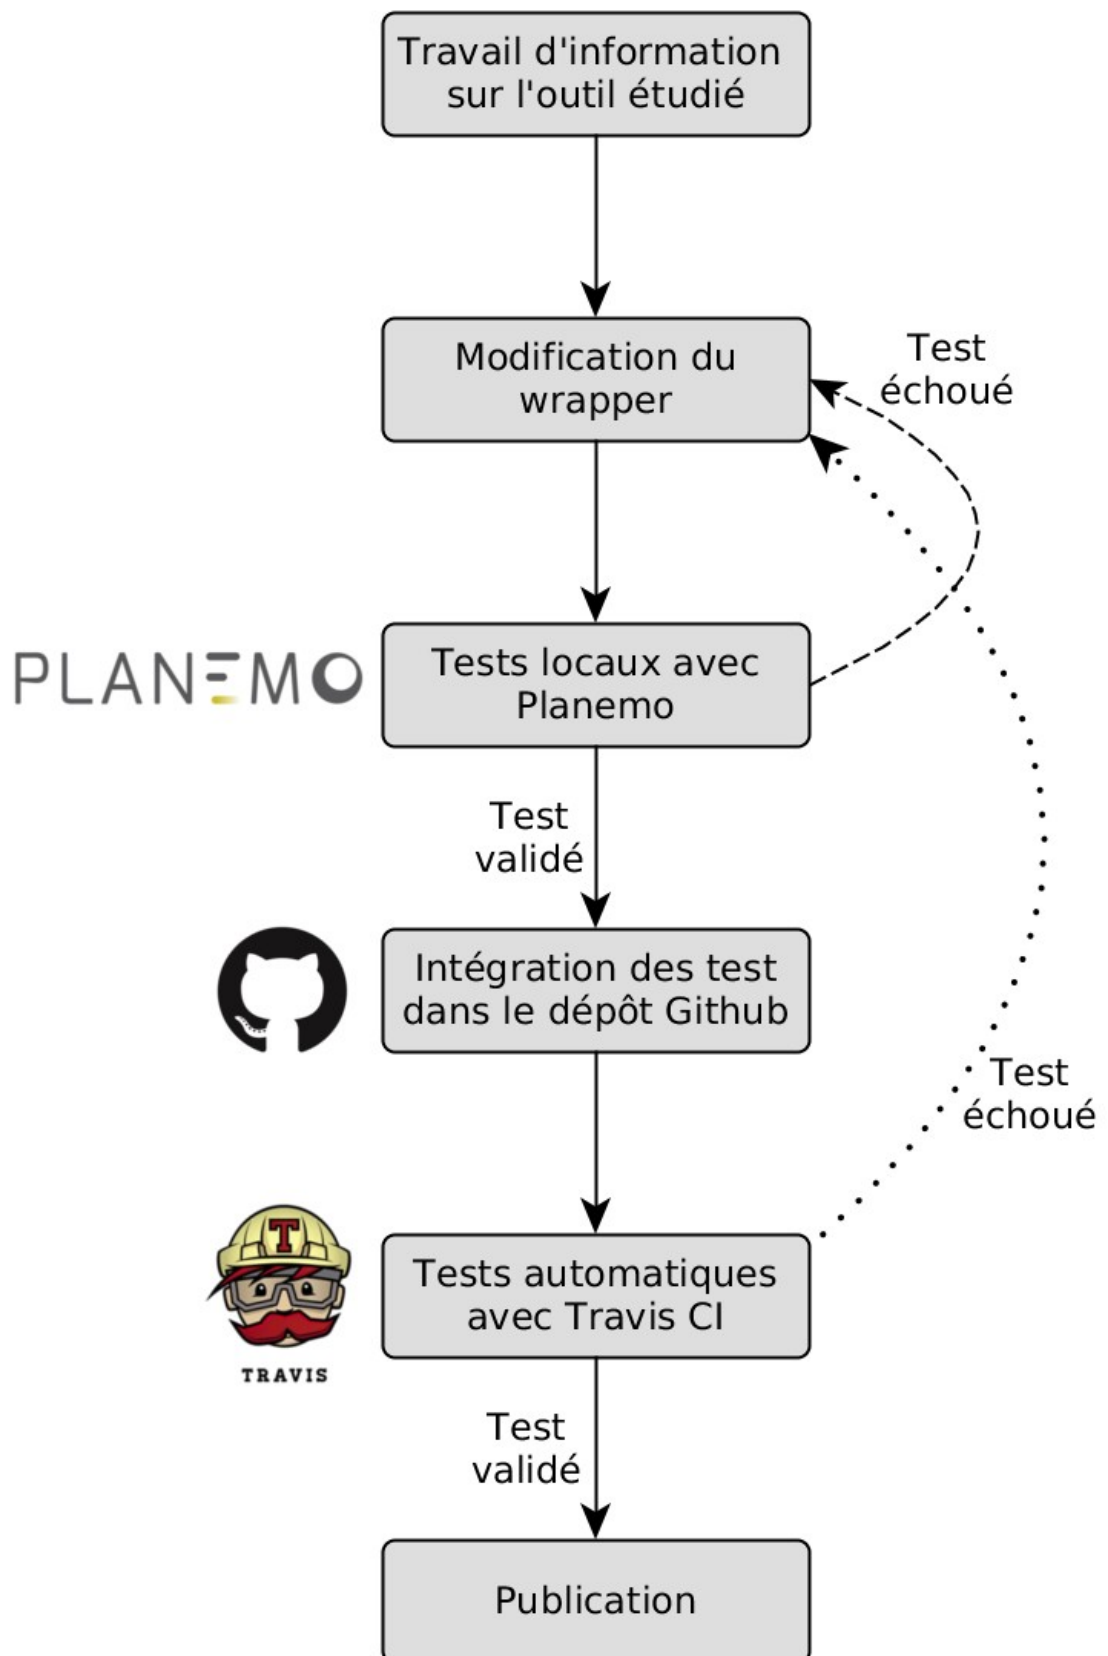 Travail d'information
sur l'outil étudié
Modification du
wrapper
Test
échoué
PLANEMO
Tests locaux avec
Planemo
Test
validé
Intégration des test
dans le dépôt Github
Test
échoué
T
Tests automatiques
avec Travis CI
TRAVIS
Test
validé
Publication